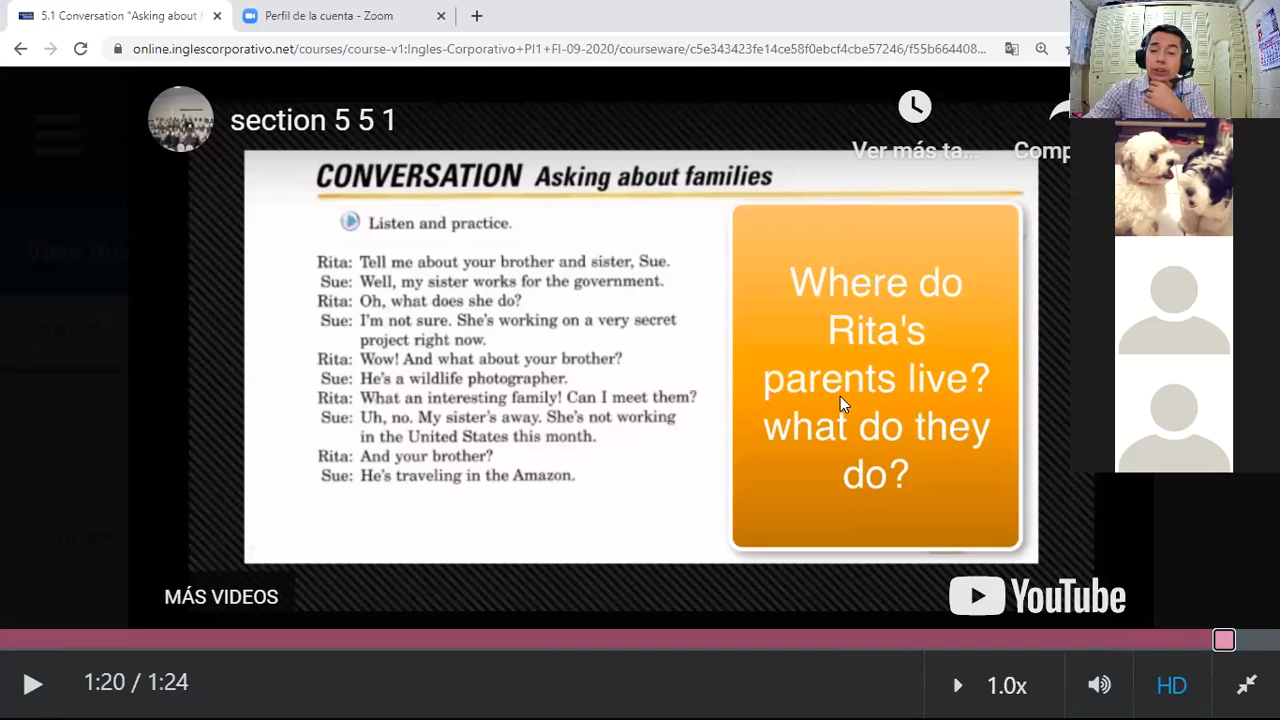 5.1 Conversation "Asking about f
Perfil de la cuenta - Zoom
online.inglescorporativo.net/courses/course-v1:Ingles-Corporativo+PI1+FI-09-2020/courseware/c5e343423fe14ce58f0ebcf4cbe57246/f55b664408...
section 5 5 1
Ver más ta...
Comp
CONVERSATION Asking about families
Listen and practice.
Rita: Tell me about your brother and sister, Sue.
Sue: Well, my sister works for the government.
Rita: Oh, what does she do?
Sue: I'm not sure. She's working on a very secret
project right now.
Rita: Wow! And what about your brother?
Sue: He's a wildlife photographer.
Rita: What an interesting family! Can I meet them?
Sue: Uh, no. My sister's away. She's not working
in the United States this month.
Rita: And your brother?
Sue: He's traveling in the Amazon.
Where do
Rita's
parents live?
what do they
do?
MÁS VIDEOS
YouTube
1:20 / 1:24
1.0x
HD